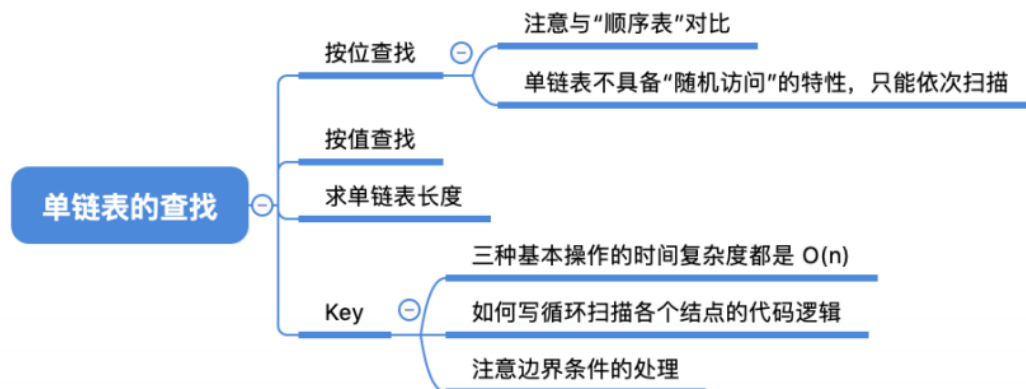 单链表的查找
按位查找
注意与“顺序表”对比
单链表不具备“随机访问”的特性，只能依次扫描
按值查找
求单链表长度
Key
三种基本操作的时间复杂度都是 O(n)
如何写循环扫描各个结点的代码逻辑
注意边界条件的处理